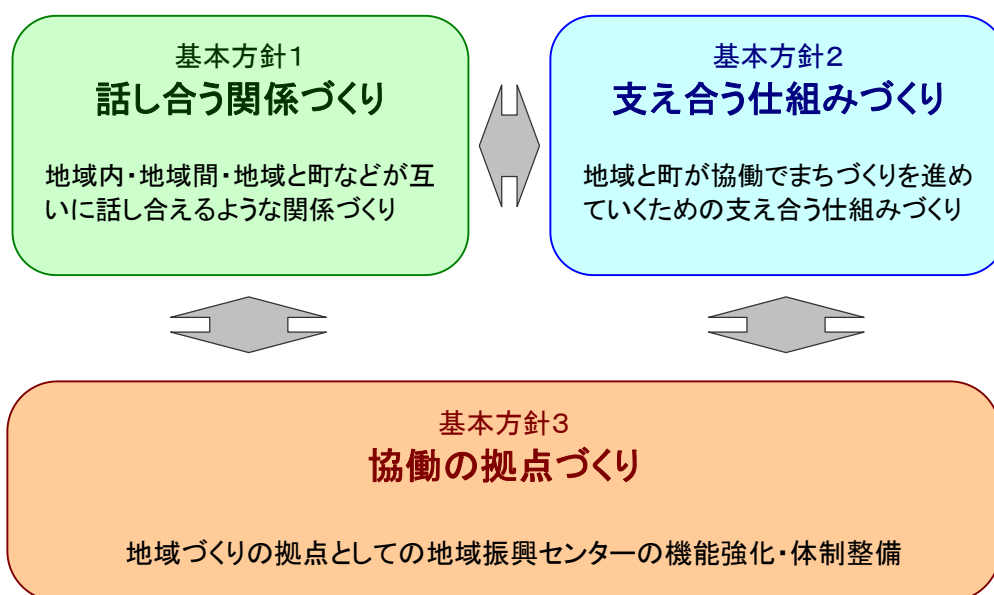 基本方針１
話し合う関係づくり
地域内・地域間・地域と町などが互
いに話し合えるような関係づくり
基本方針２
支え合う仕組みづくり
地域と町が協働でまちづくりを進め
ていくための支え合う仕組みづくり
基本方針３
協働の拠点づくり
地域づくりの拠点としての地域振興センターの機能強化・体制整備